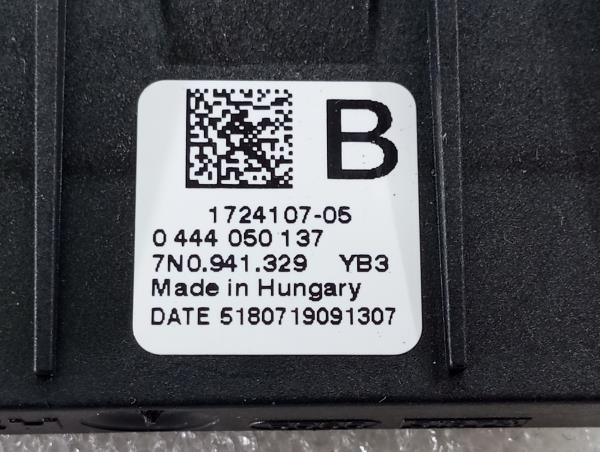 B
1724107-05
0 444 050 137
7N0.941.329 YB3
Made in Hungary
DATE 5180719091307